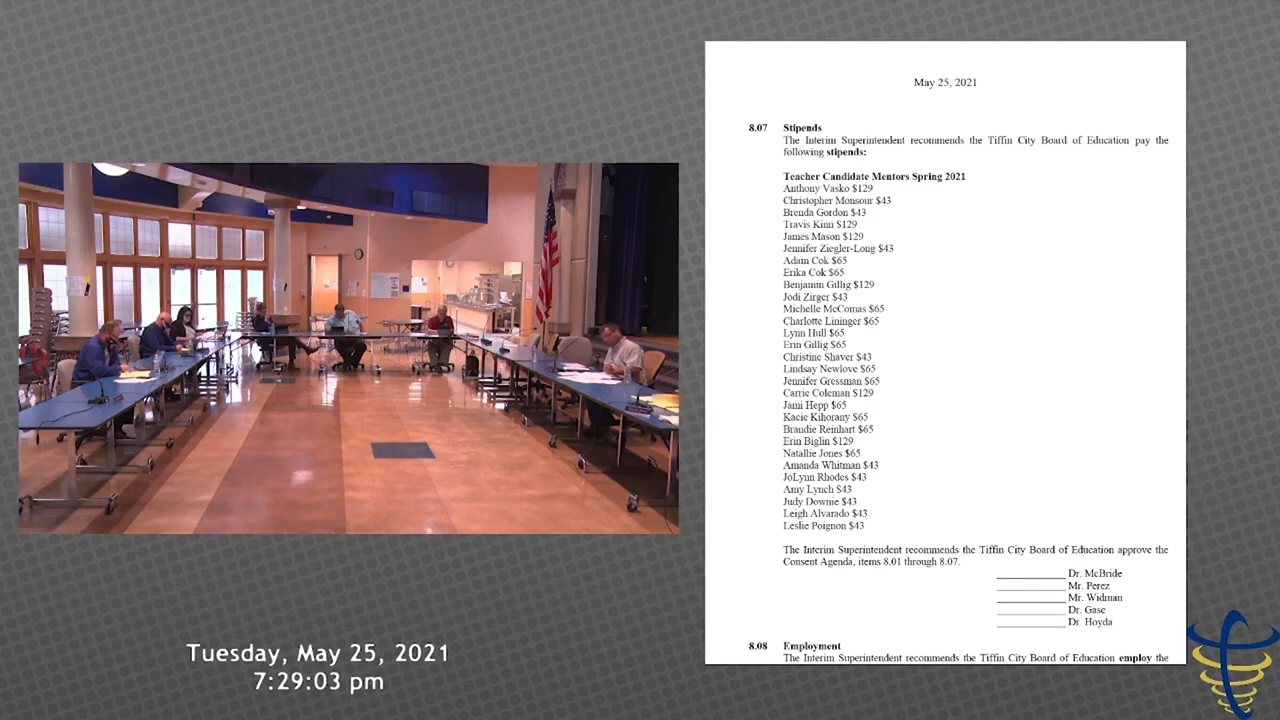 May 25, 2021
8.07 Stipends
The Interim Superintendent recommends the Tiffin City Board of Education pay the
following stipends:
Teacher Candidate Mentors Spring 2021
Anthony Vasko $129
Christopher Monsour $43
Brenda Gordon $43
Travis Kinn $129
James Mason $129
Jennifer Ziegler-Long $43
Adam Cok $65
Erika Cok $65
Benjamin Gillig $129
Jodi Zirger $43
Michelle McComas $65
Charlotte Lininger $65
Lynn Hull $65
Erin Gillig $65
Christine Shaver $43
Lindsay Newlove $65
Jennifer Gressman $65
Carrie Coleman $129
Jami Hepp $65
Kacie Kihorany $65
Brandie Reinhart $65
Erin Biglin $129
Natallie Jones $65
Amanda Whitman $43
JoLynn Rhodes $43
Amy Lynch $43
Judy Downie $43
Leigh Alvarado $43
Leslie Poignon $43
The Interim Superintendent recommends the Tiffin City Board of Education approve the
Consent Agenda, items 8.01 through 8.07.
Dr. McBride
Mr. Perez
Mr. Widman
Dr. Gase
Dr. Hoyda
8.08 Employment
The Interim Superintendent recommends the Tiffin City Board of Education employ the
Tuesday, May 25, 2021
7:29:03 pm